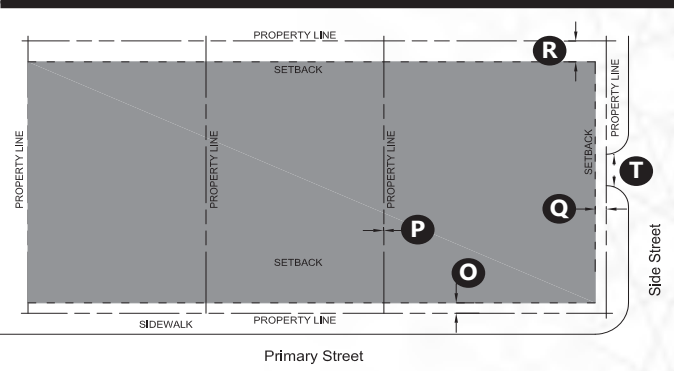 PROPERTY LINE
R
SETBACK
PROPERTY LINE
PROPERTY LINE
PROPERTY LINE
PROPERTY LINE
SETBACK
T
Q
P
SETBACK
O
Side Street
SIDEWALK
PROPERTY LINE
Primary Street